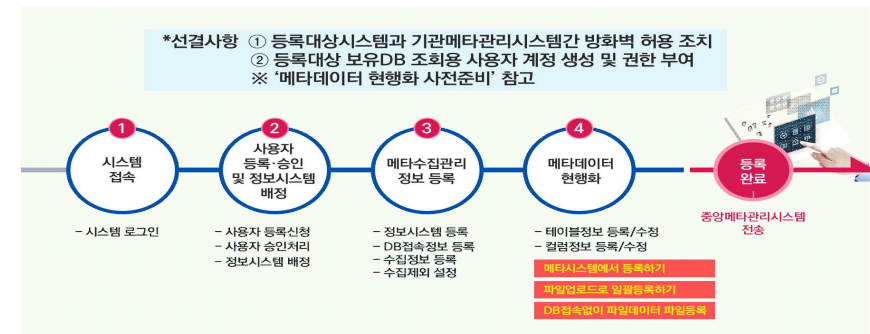 *선결사항 ① 등록대상시스템과 기관메타관리시스템간 방화벽 허용 조치
② 등록대상 보유DB 조회용 사용자 계정 생성 및 권한 부여
※ ‘메타데이터 현행화 사전준비’ 참고
1
시스템
접속
- 시스템 로그인
2
사용자
등록·승인
및 정보시스템
배정
- 사용자 등록신청
- 사용자 승인처리
- 정보시스템 배정
3
메타수집관리
정보 등록
- 정보시스템 등록
- DB접속정보 등록
- 수집정보 등록
- 수집제외 설정
4
메타데이터
현행화
- 테이블정보 등록/수정
- 컬럼정보 등록/수정
메타시스템에서 등록하기
파일업로드로 일괄등록하기
DB접속없이 파일데이터 파일등록
등록
완료
중앙메타관리시스템
전송